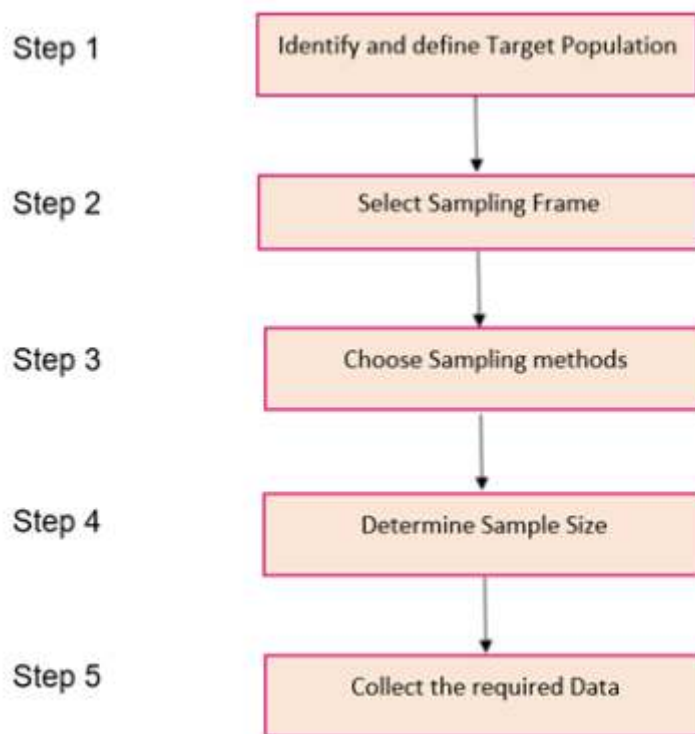 Step 1
Identify and define Target Population
Step 2
Select Sampling Frame
Step 3
Choose Sampling methods
Step 4
Determine Sample Size
Step 5
Collect the required Data